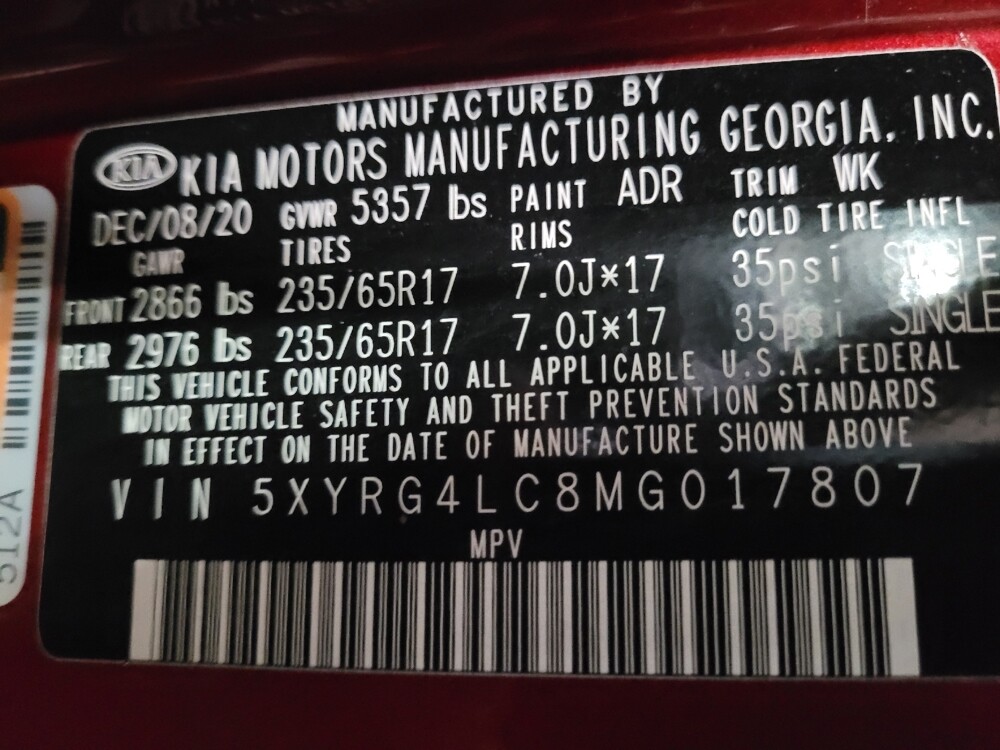 MANUFACTURED BY
KIA KIA MOTORS MANUFACTURING GEORGIA, INC.
DEC/08/20 GVWR 5357 lbs PAINT ADR TRIM WK
GAWR TIRES RIMS COLD TIRE INFL
FRONT 2866 lbs 235/65R17 7.0J*17 35psi SINGLE
REAR 2976 lbs 235/65R17 7.0J*17 35psi SINGLE
THIS VEHICLE CONFORMS TO ALL APPLICABLE U.S.A. FEDERAL
MOTOR VEHICLE SAFETY AND THEFT PREVENTION STANDARDS
IN EFFECT ON THE DATE OF MANUFACTURE SHOWN ABOVE
VIN 5XYRG4LC8MG017807
MPV
512A